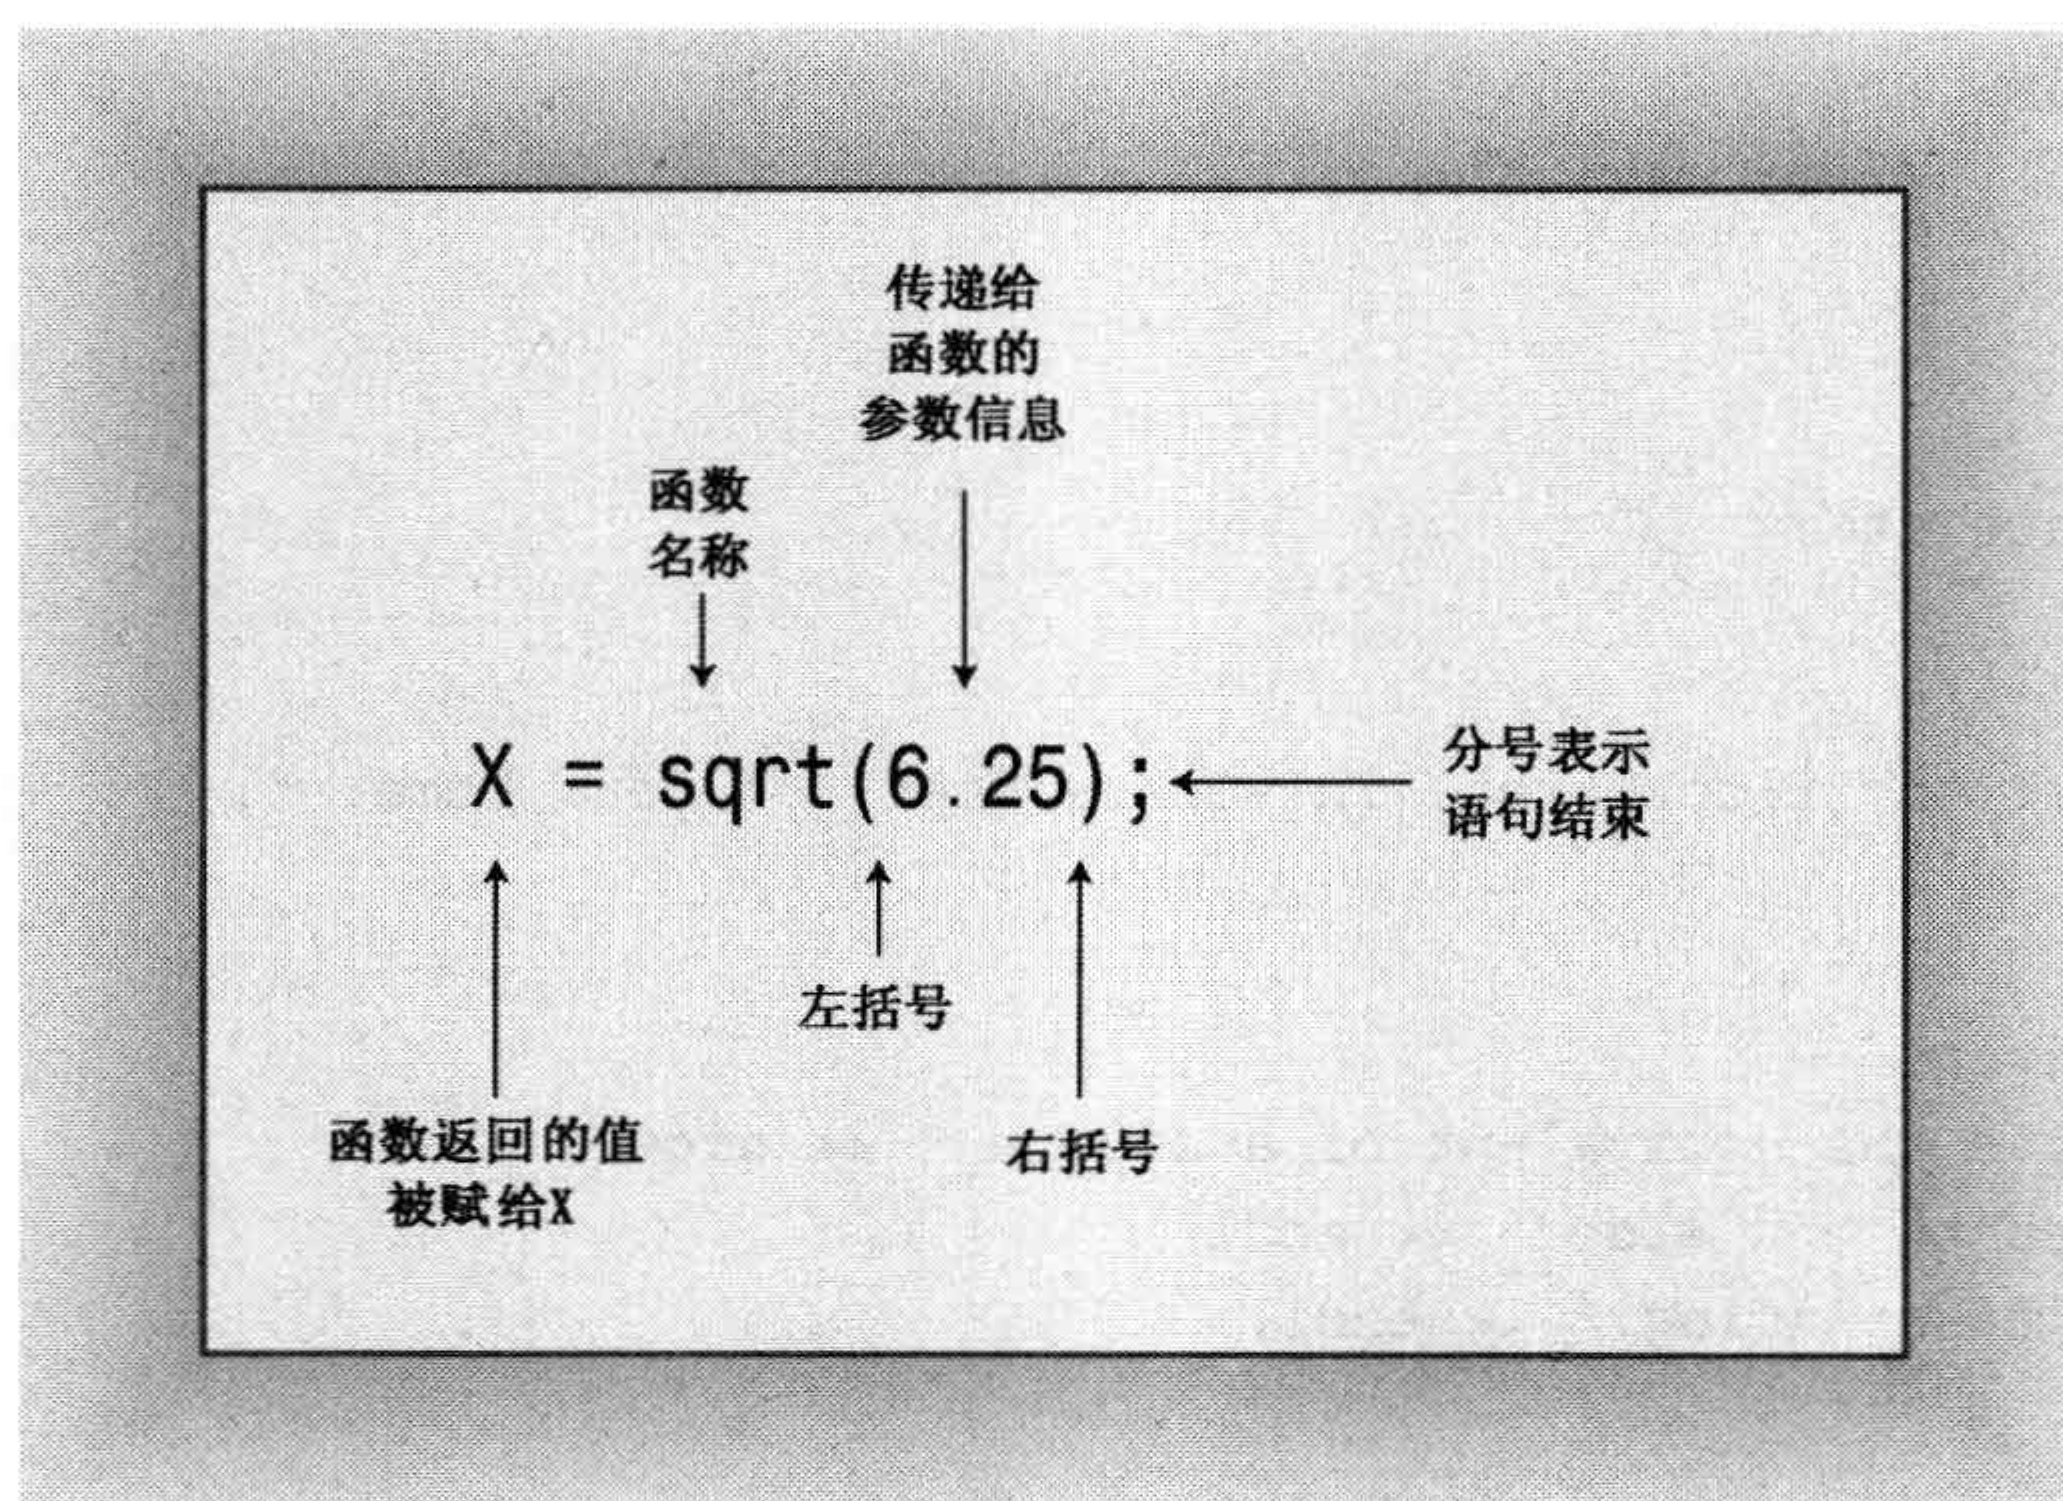 传递给
函数的
参数信息
函数
名称
X = sqrt(6.25);
分号表示
语句结束
左括号
函数返回的值
被赋给X
右括号